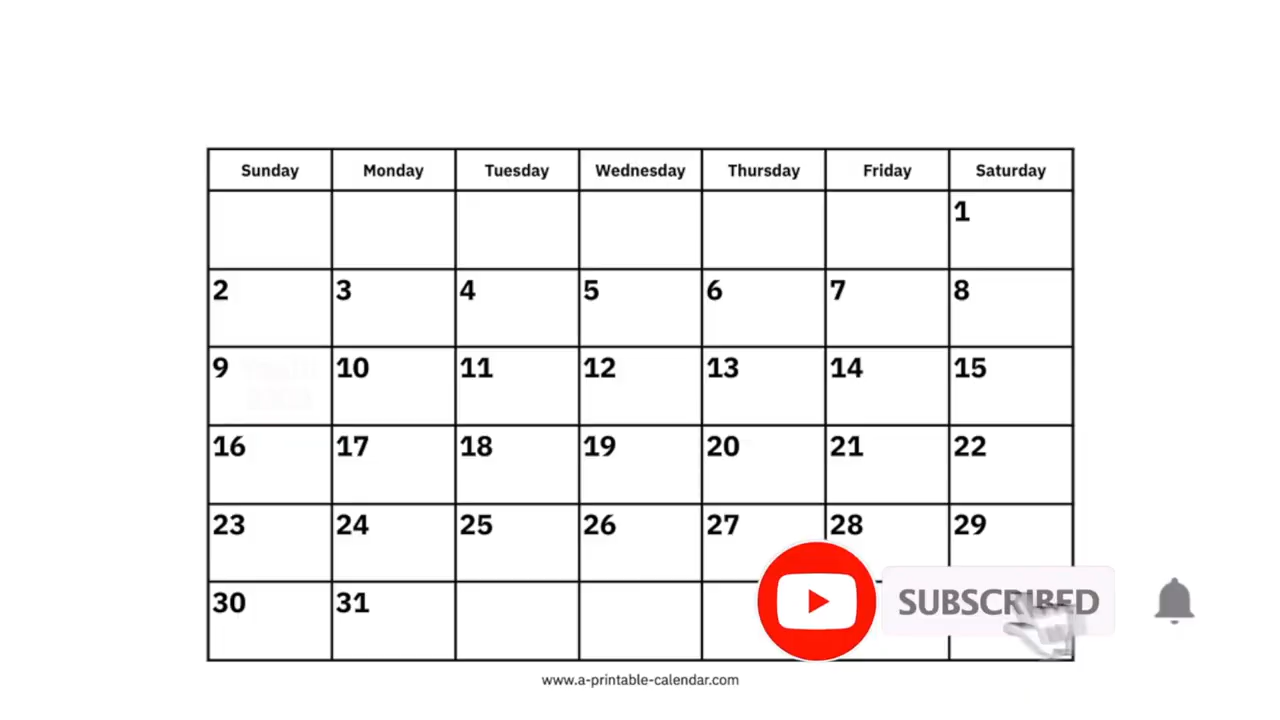 Sunday Monday Tuesday Wednesday Thursday Friday Saturday
1
2 3 4 5 6 7 8
9 10 11 12 13 14 15
16 17 18 19 20 21 22
23 24 25 26 27 28 29
30 31
SUBSCRIBED
www.a-printable-calendar.com